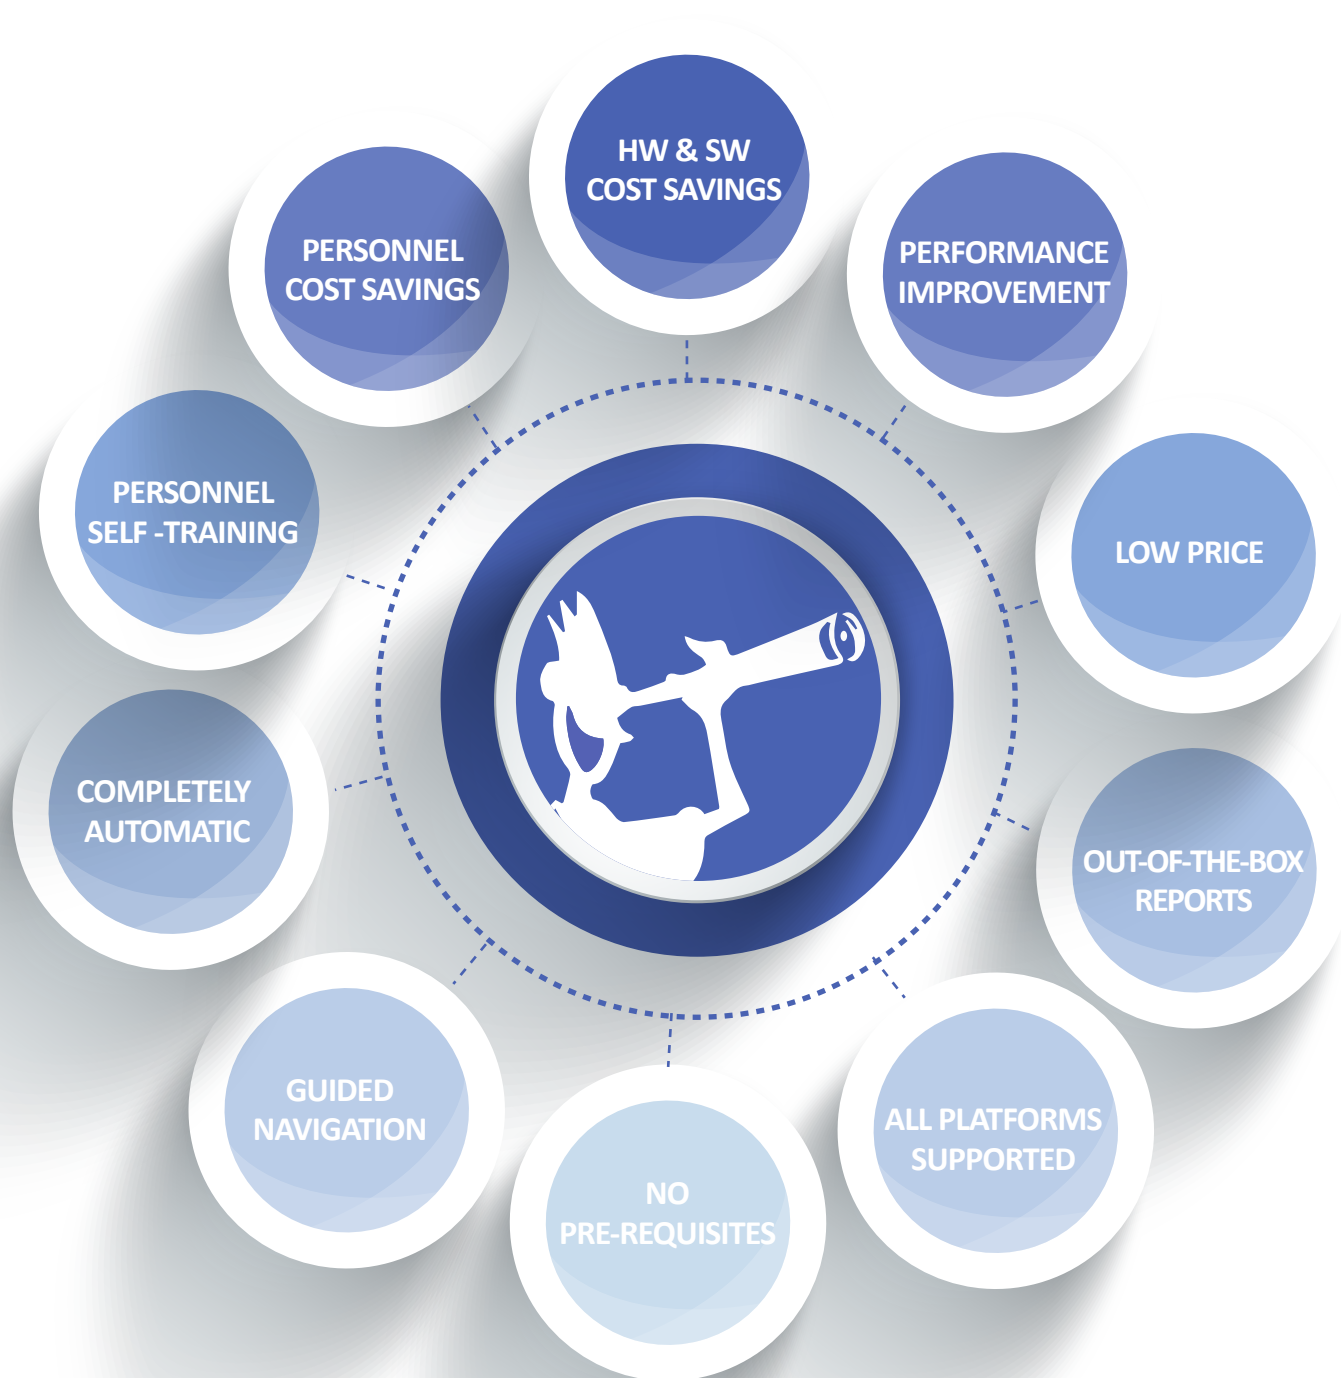 HW & SW
COST SAVINGS
PERFORMANCE
IMPROVEMENT
LOW PRICE
OUT-OF-THE-BOX
REPORTS
ALL PLATFORMS
SUPPORTED
NO
PRE-REQUISITES
GUIDED
NAVIGATION
COMPLETELY
AUTOMATIC
PERSONNEL
SELF -TRAINING
PERSONNEL
COST SAVINGS